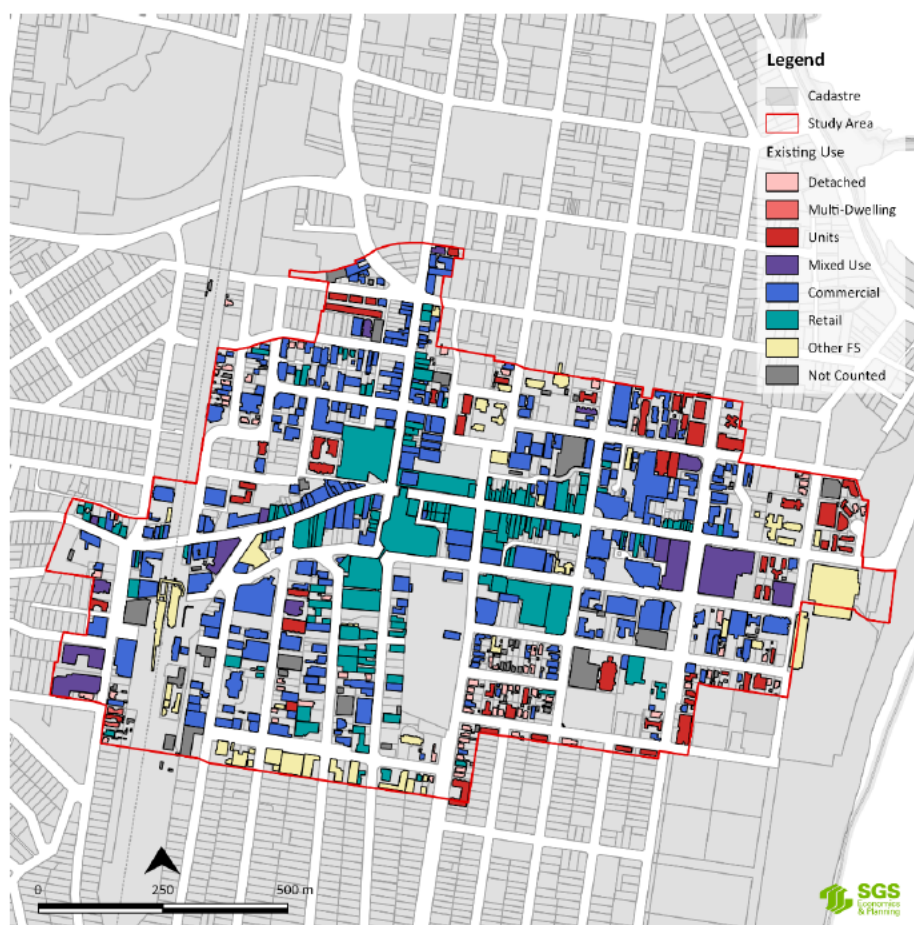 Legend
Cadastre
Study Area
Existing Use
Detached
Multi-Dwelling
Units
Mixed Use
Commercial
Retail
Other FS
Not Counted
0 250 500 m
SGS
Economics
& Planning